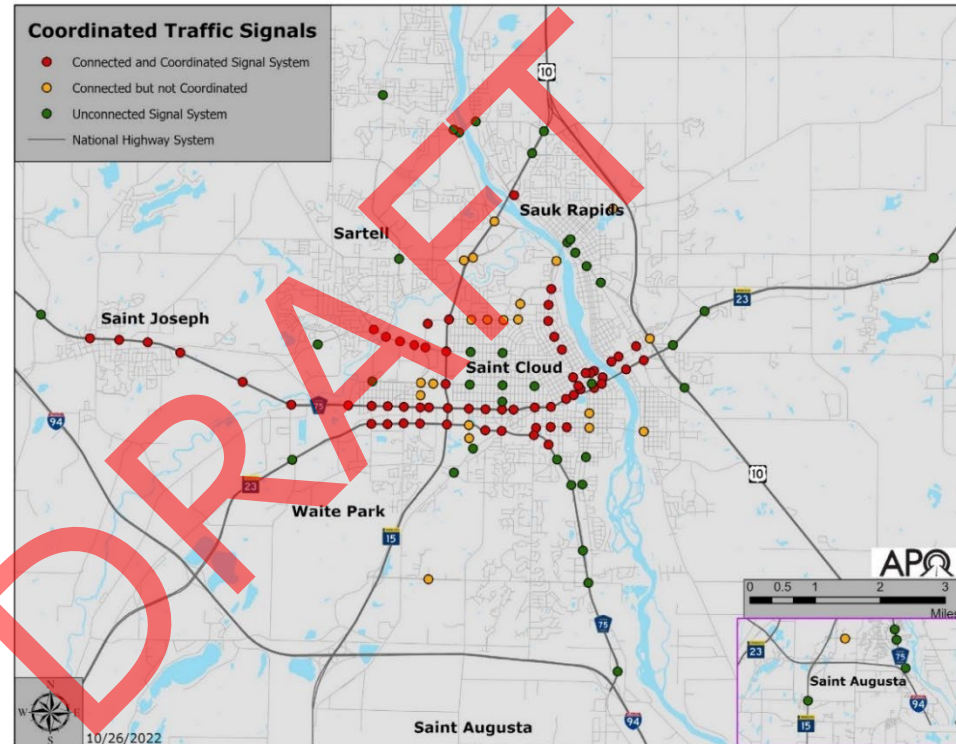 Coordinated Traffic Signals
Connected and Coordinated Signal System
Connected but not Coordinated
Unconnected Signal System
National Highway System
10
Sauk Rapids
Sartell
23
Saint Joseph
Saint Cloud
75
94
23
10
Waite Park
15
APO
0 0.5 1 2 3
Miles
75
23
75
Saint Augusta
94
15
Saint Augusta
94
N
W E
S
10/26/2022
DRAFT